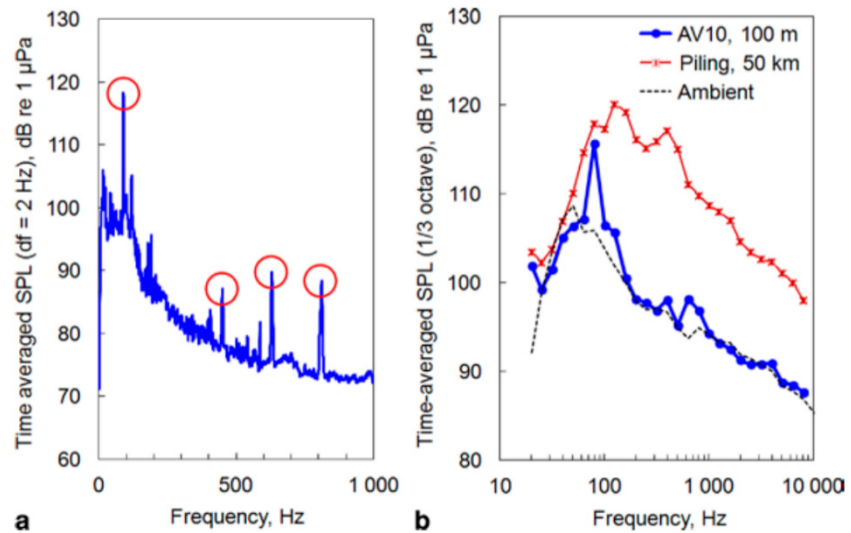 Time averaged SPL (df = 2 Hz), dB re 1 µPa
130
120
110
100
90
80
70
60
0
500
1 000
Frequency, Hz
a
Time-averaged SPL (1/3 octave), dB re 1 µPa
130
120
110
100
90
80
AV10, 100 m
Piling, 50 km
Ambient
10
100
1 000
10 000
Frequency, Hz
b